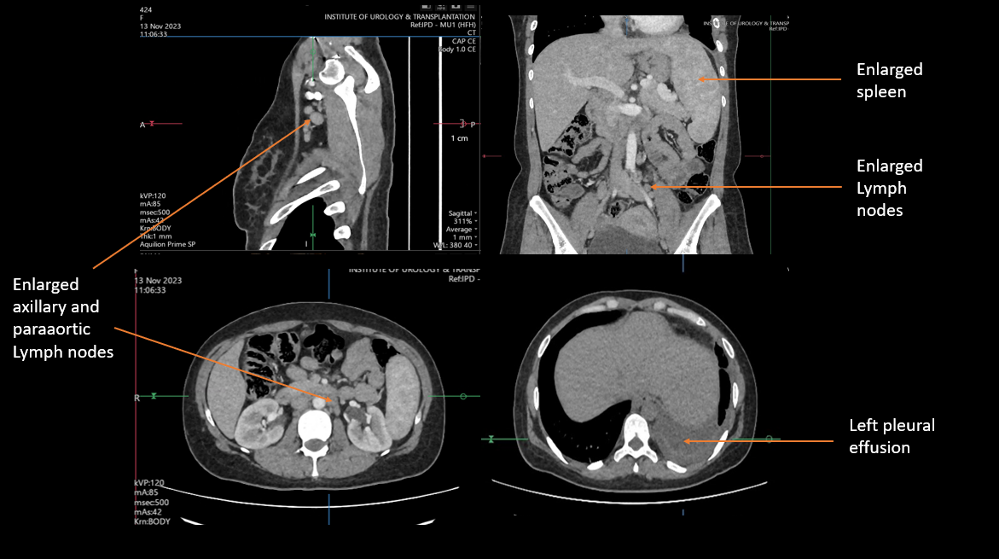 424
F
13 Nov 2023
11:06:33
INSTITUTE OF UROLOGY & TRANSPLANTATION
Ref:IPD - MU1 (HFH)
CT
CAP CE
Body 1.0 CE
A
P
1 cm
kVP:120
mA:85
msec:500
mAs:42
Krn:BODY
Thk:1 mm
Aquilion Prime SP
I
Sagittal
311%
Average
1 mm
W/L: 380 40
INSTITUTE OF UROLOGY & TRANSPLANTATION
Ref:IPD
Enlarged
spleen
Enlarged
Lymph
nodes
Enlarged
axillary and
paraaortic
Lymph nodes
F
13 Nov 2023
11:06:33
INSTITUTE OF UROLOGY & TRANSP
Ref:IPD -
R
kVP:120
mA:85
msec:500
mAs:42
Krn:BODY
Left pleural
effusion